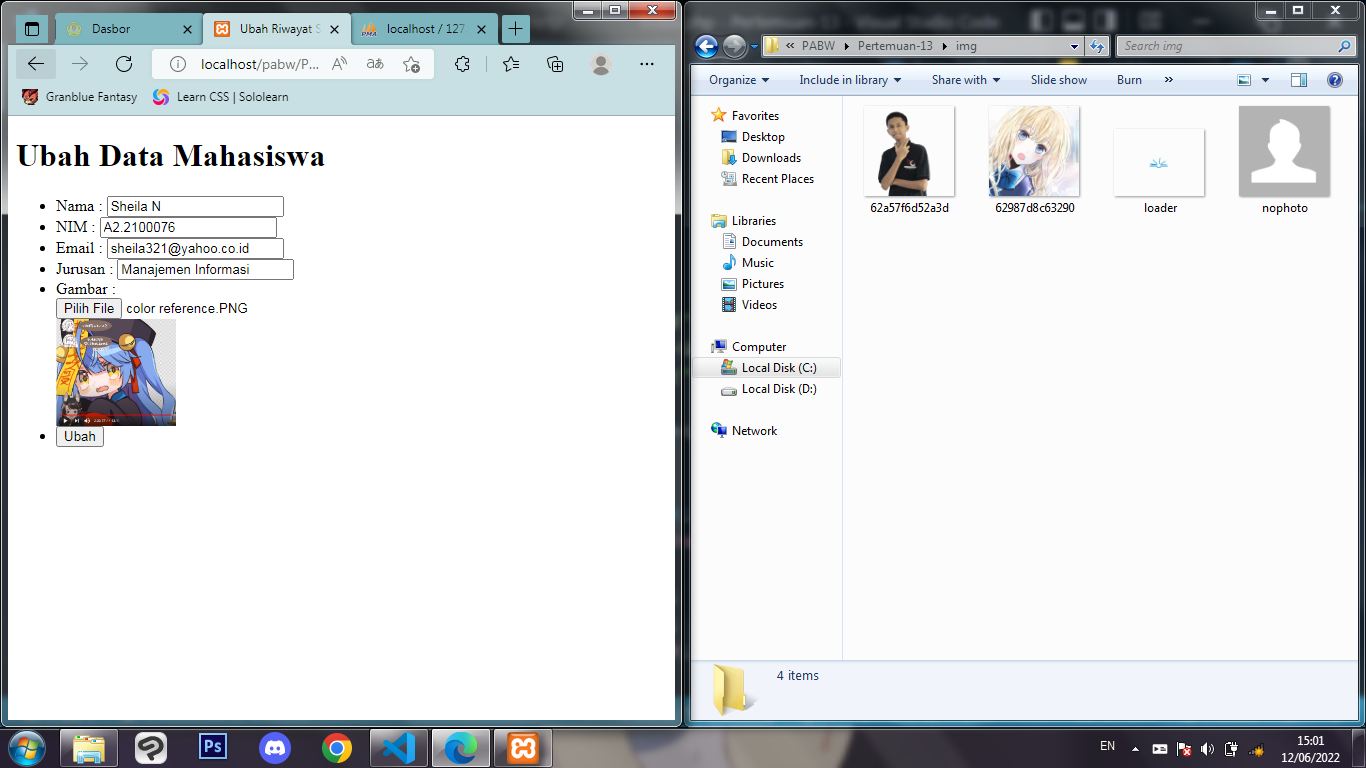 Dasbor
Ubah Riwayat S
localhost / 127
localhost/pabw/P...
Granblue Fantasy
Learn CSS | Sololearn
Ubah Data Mahasiswa
Nama : Sheila N
NIM : A2.2100076
Email : sheila321@yahoo.co.id
Jurusan : Manajemen Informasi
Gambar :
Pilih File color reference.PNG
Ubah
« PABW Pertemuan-13 img
Search img
Organize
Include in library
Share with
Slide show
Burn
»
Favorites
Desktop
Downloads
Recent Places
Libraries
Documents
Music
Pictures
Videos
Computer
Local Disk (C:)
Local Disk (D:)
Network
62a57f6d52a3d
62987d8c63290
loader
nophoto
4 items
Ps
EN
15:01
12/06/2022